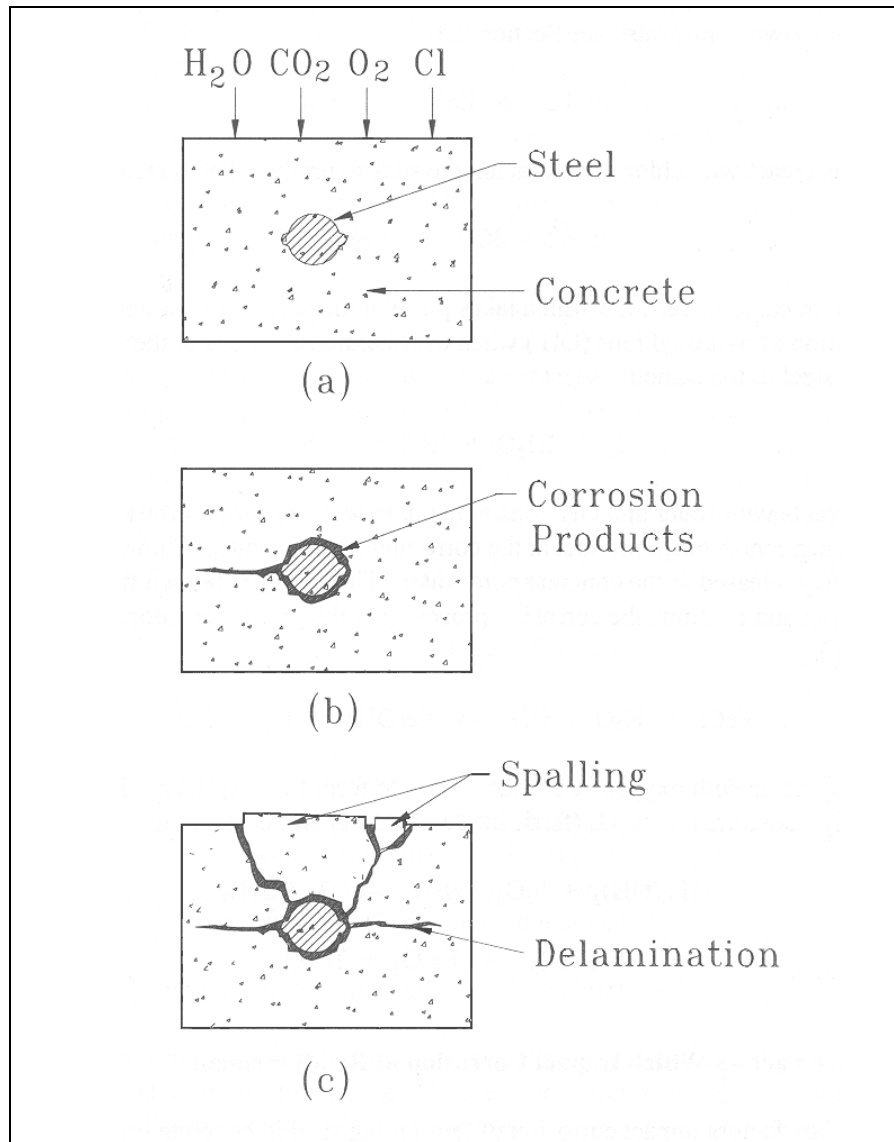 H₂O CO₂ O₂ Cl
Steel
Concrete
(a)
Corrosion
Products
(b)
Spalling
Delamination
(c)